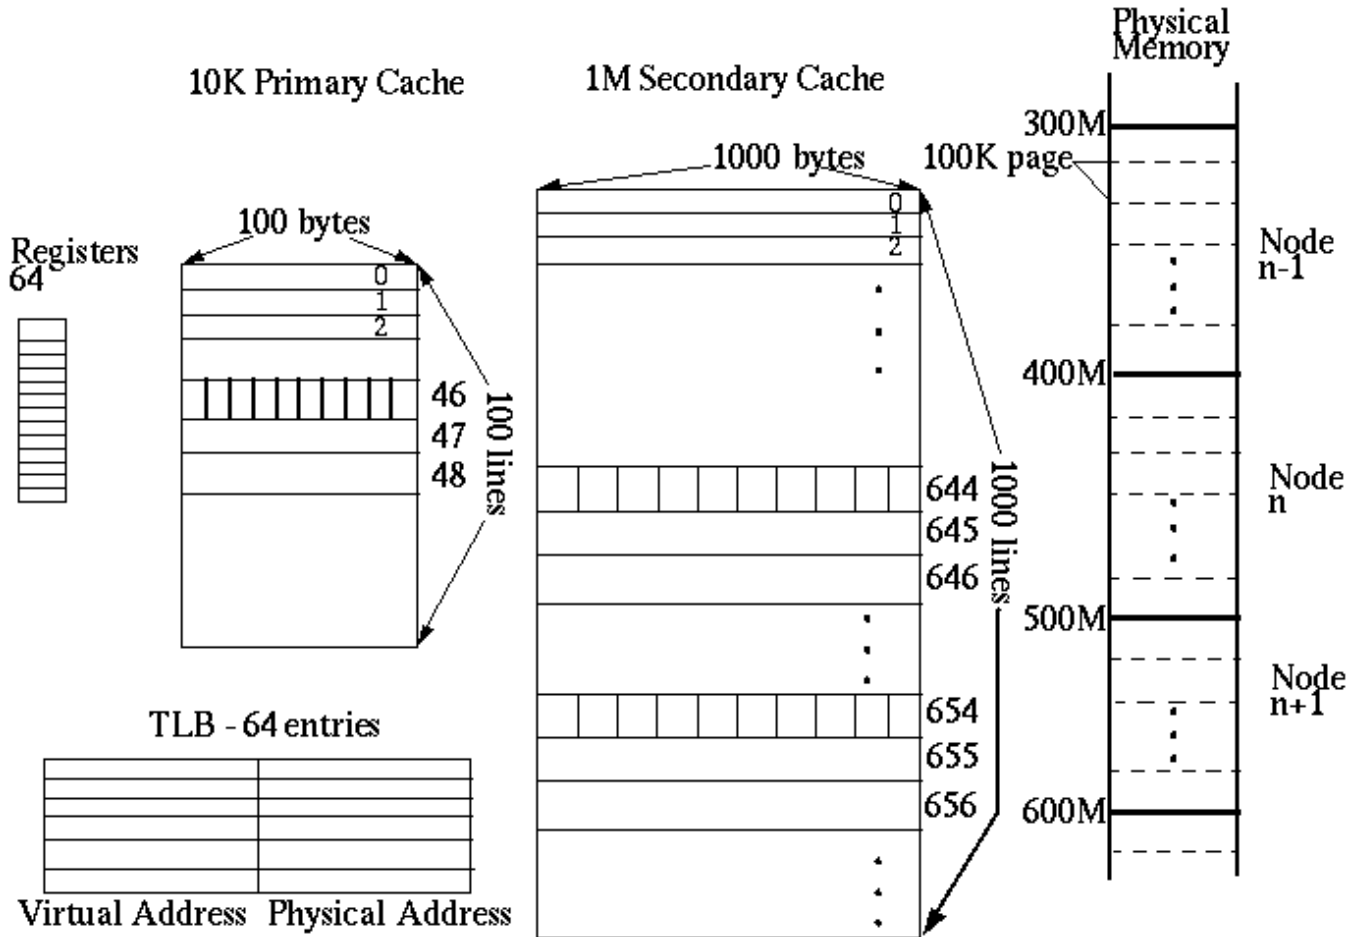 Physical
Memory
10K Primary Cache
1M Secondary Cache
300M
1000 bytes
100K page
0
1
2
100 bytes
Registers
64
0
1
2
Node
n-1
400M
46
47
48
100 lines
1000 lines
644
645
646
Node
n
500M
654
655
656
Node
n+1
600M
TLB - 64 entries
Virtual Address
Physical Address